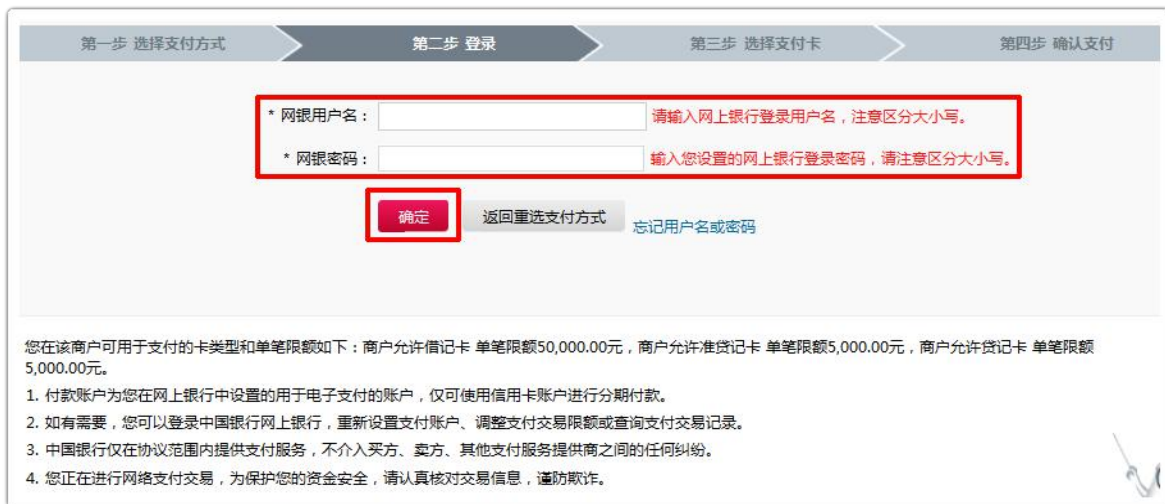 第一步 选择支付方式 第二步 登录 第三步 选择支付卡 第四步 确认支付
* 网银用户名： 请输入网上银行登录用户名，注意区分大小写。
* 网银密码： 输入您设置的网上银行登录密码，请注意区分大小写。
确定 返回重选支付方式 忘记用户名或密码
您在该商户可用于支付的卡类型和单笔限额如下：商户允许借记卡 单笔限额50,000.00元，商户允许准贷记卡 单笔限额5,000.00元，商户允许贷记卡 单笔限额
5,000.00元。
1. 付款账户为您在网上银行中设置的用于电子支付的账户，仅可使用信用卡账户进行分期付款。
2. 如有需要，您可以登录中国银行网上银行，重新设置支付账户、调整支付交易限额或查询支付交易记录。
3. 中国银行仅在协议范围内提供支付服务，不介入买方、卖方、其他支付服务提供商之间的任何纠纷。
4. 您正在进行网络支付交易，为保护您的资金安全，请认真核对交易信息，谨防欺诈。